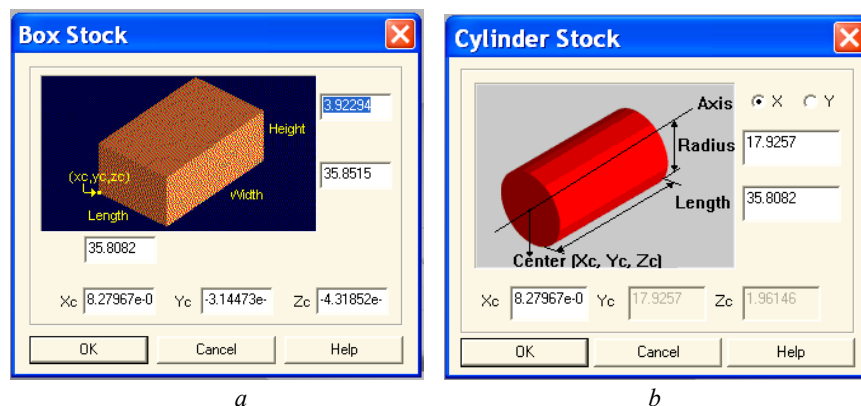 Box Stock
3.92294
Height
35.8515
(xc,yc,zc)
Width
Length
35.8082
Xc 8.27967e-0 Yc -3.14473e- Zc -4.31852e-
OK Cancel Help
a
Cylinder Stock
Axis X Y
Radius 17.9257
Length 35.8082
Center (Xc, Yc, Zc)
Xc 8.27967e-0 Yc 17.9257 Zc 1.96146
OK Cancel Help
b